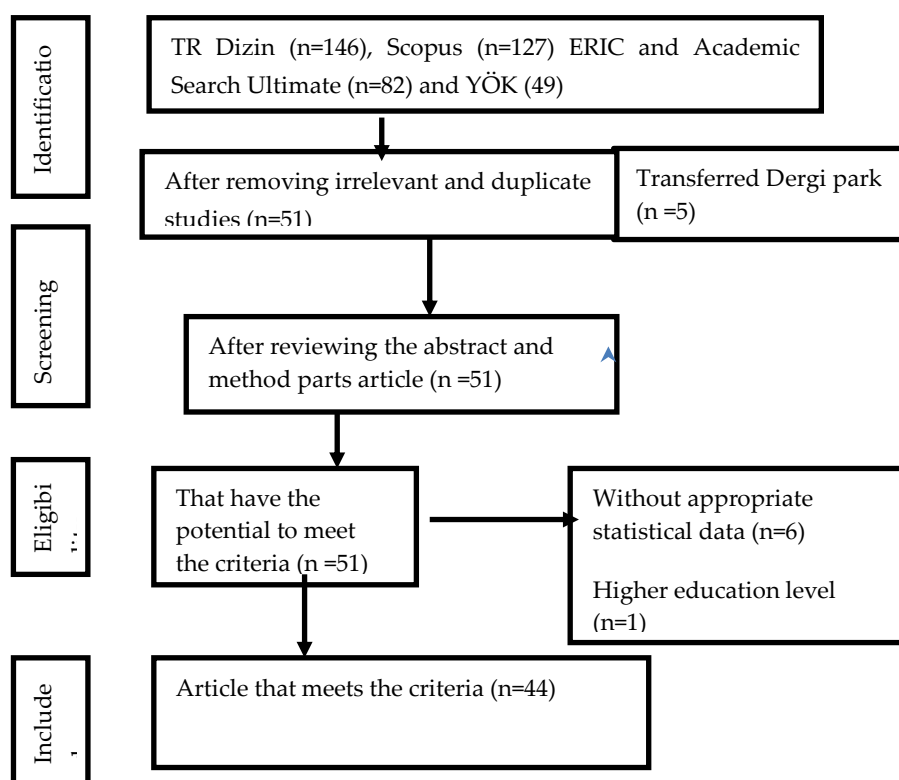 Identificatio
TR Dizin (n=146), Scopus (n=127) ERIC and Academic
Search Ultimate (n=82) and YÖK (49)
After removing irrelevant and duplicate
studies (n=51)
Transferred Dergi park
(n =5)
Screening
After reviewing the abstract and
method parts article (n =51)
Eligibi
That have the
potential to meet
the criteria (n =51)
Without appropriate
statistical data (n=6)
Higher education level
(n=1)
Include
Article that meets the criteria (n=44)